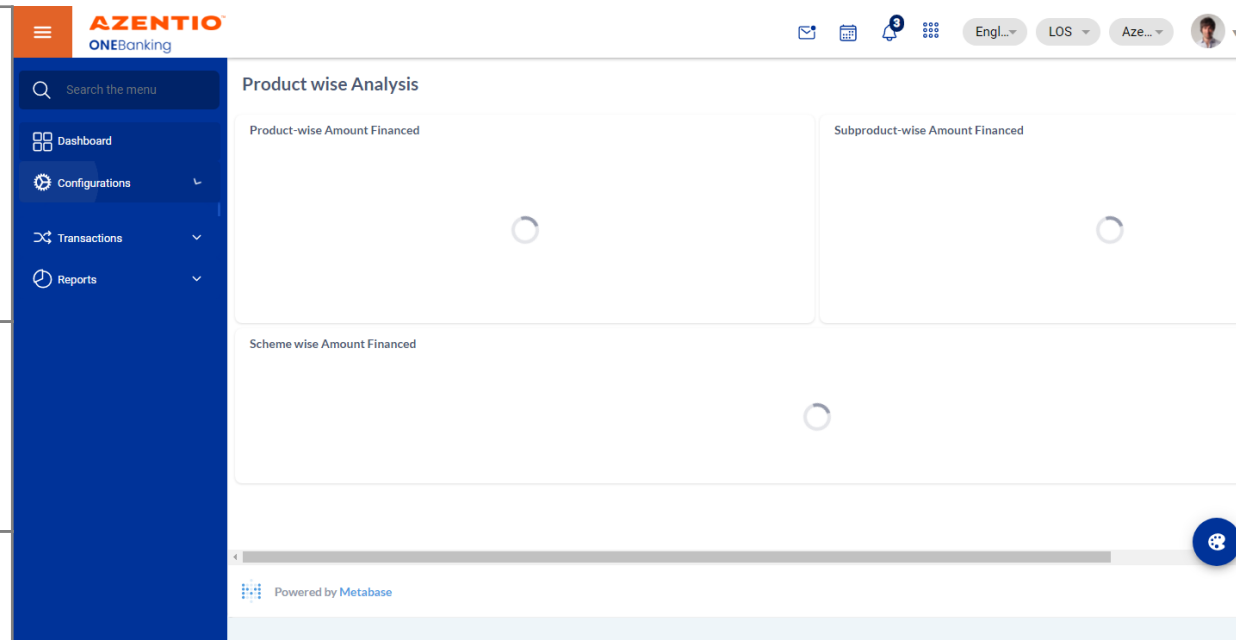 AZENTIO
ONEBanking
3
Engl...
LOS
Aze...
Search the menu
Dashboard
Configurations
Transactions
Reports
Product wise Analysis
Product-wise Amount Financed
Subproduct-wise Amount Financed
Scheme wise Amount Financed
Powered by Metabase